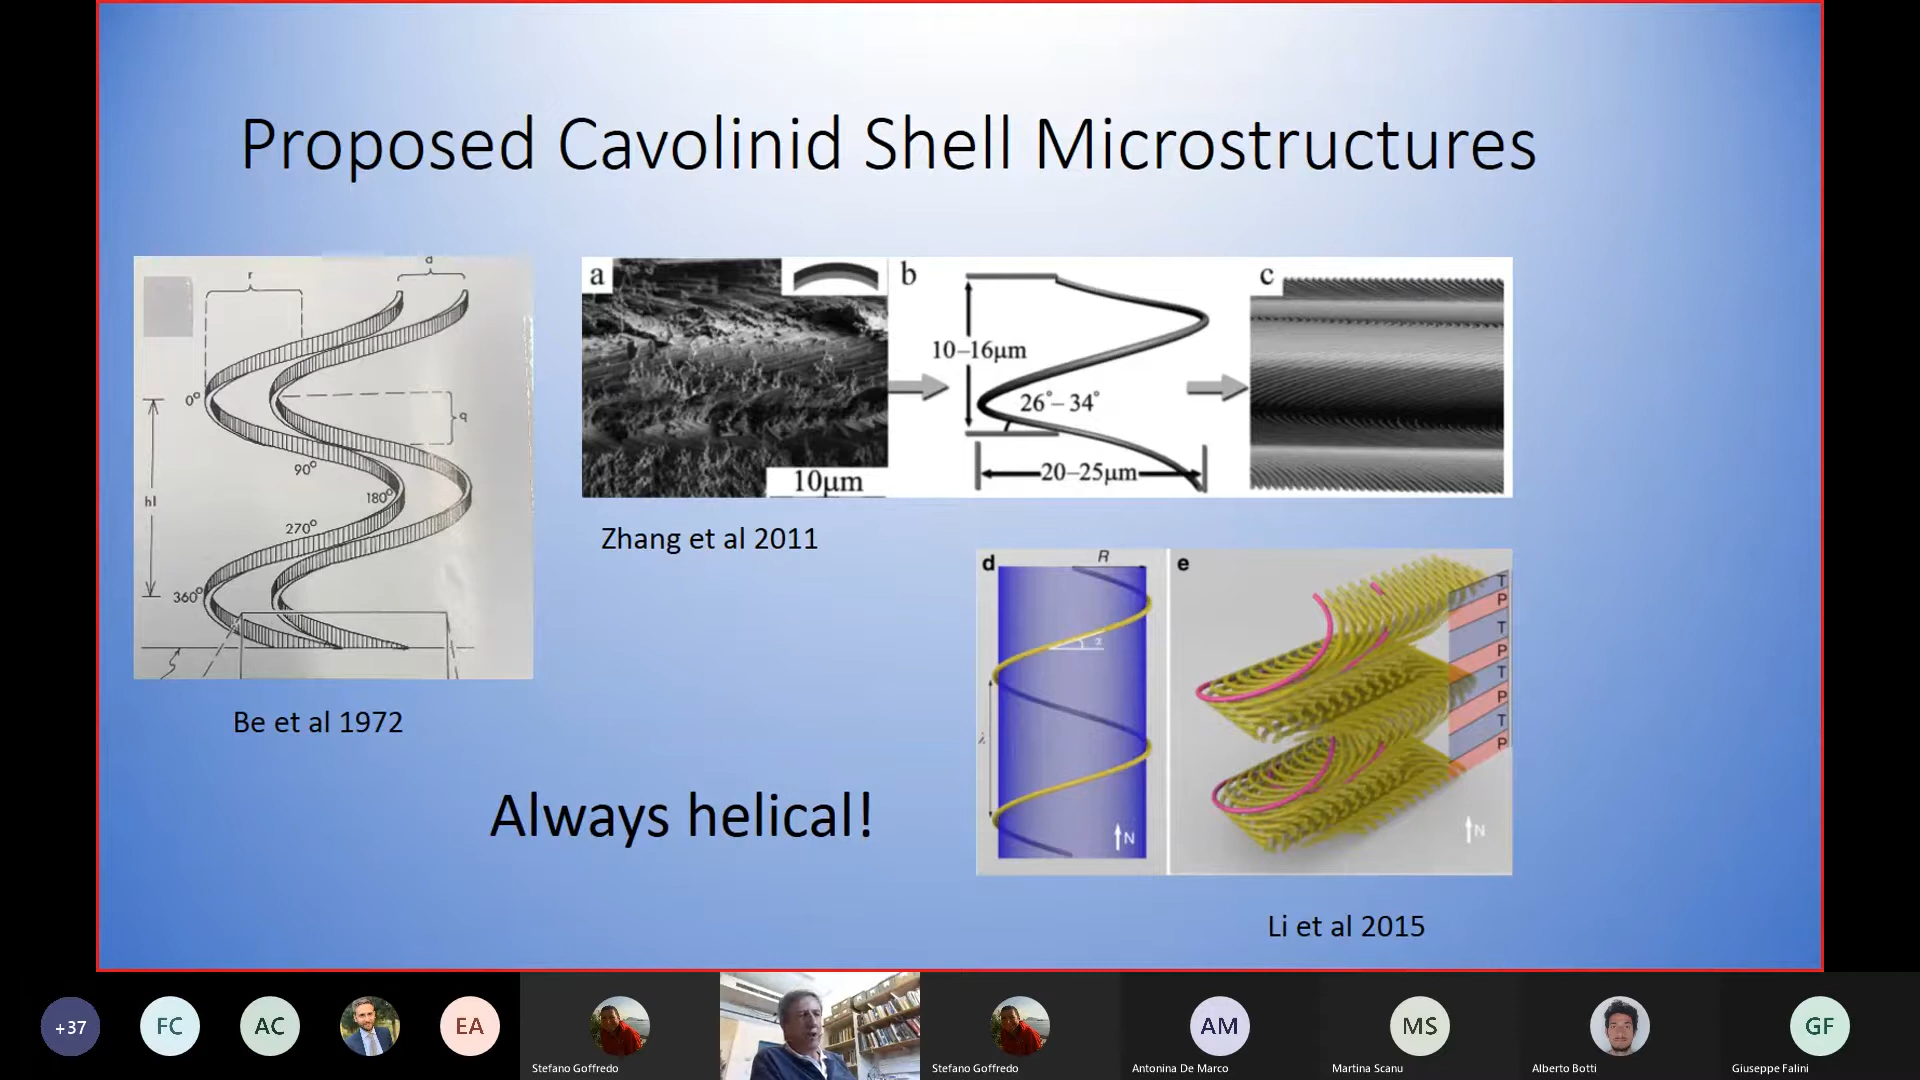 Proposed Cavolinid Shell Microstructures
r
a
0°
q
90°
180°
hl
270°
360°
Be et al 1972
a
10µm
b
10–16µm
26°–34°
20–25µm
c
Zhang et al 2011
d
R
α
λ
N
e
T
P
T
P
T
P
T
P
N
Li et al 2015
Always helical!
+37
FC
AC
EA
Stefano Goffredo
Stefano Goffredo
AM
Antonina De Marco
MS
Martina Scanu
Alberto Botti
GF
Giuseppe Falini